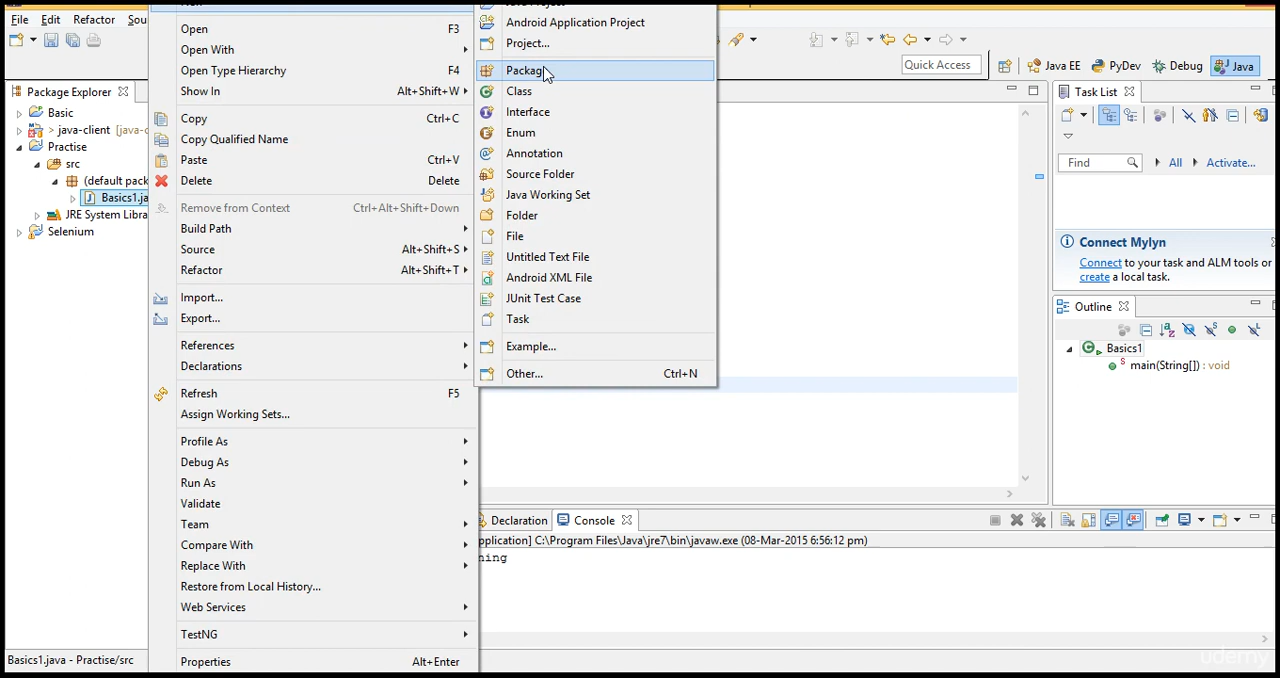 File Edit Refactor Sou
Quick Access
Java EE
PyDev
Debug
Java
Package Explorer
Basic
> java-client [java-c
Practise
src
(default pack
Basics1.ja
JRE System Libra
Selenium
Open F3
Open With
Open Type Hierarchy F4
Show In Alt+Shift+W
Copy Ctrl+C
Copy Qualified Name
Paste Ctrl+V
Delete Delete
Remove from Context Ctrl+Alt+Shift+Down
Build Path
Source Alt+Shift+S
Refactor Alt+Shift+T
Import...
Export...
References
Declarations
Refresh F5
Assign Working Sets...
Profile As
Debug As
Run As
Validate
Team
Compare With
Replace With
Restore from Local History...
Web Services
TestNG
Properties Alt+Enter
Android Application Project
Project...
Packag
Class
Interface
Enum
Annotation
Source Folder
Java Working Set
Folder
File
Untitled Text File
Android XML File
JUnit Test Case
Task
Example...
Other... Ctrl+N
Task List
Find
All
Activate...
Connect Mylyn
Connect to your task and ALM tools or
create a local task.
Outline
Basics1
main(String[]) : void
Declaration
Console
pplication] C:\Program Files\Java\jre7\bin\javaw.exe (08-Mar-2015 6:56:12 pm)
ning
Basics1.java - Practise/src
udemy